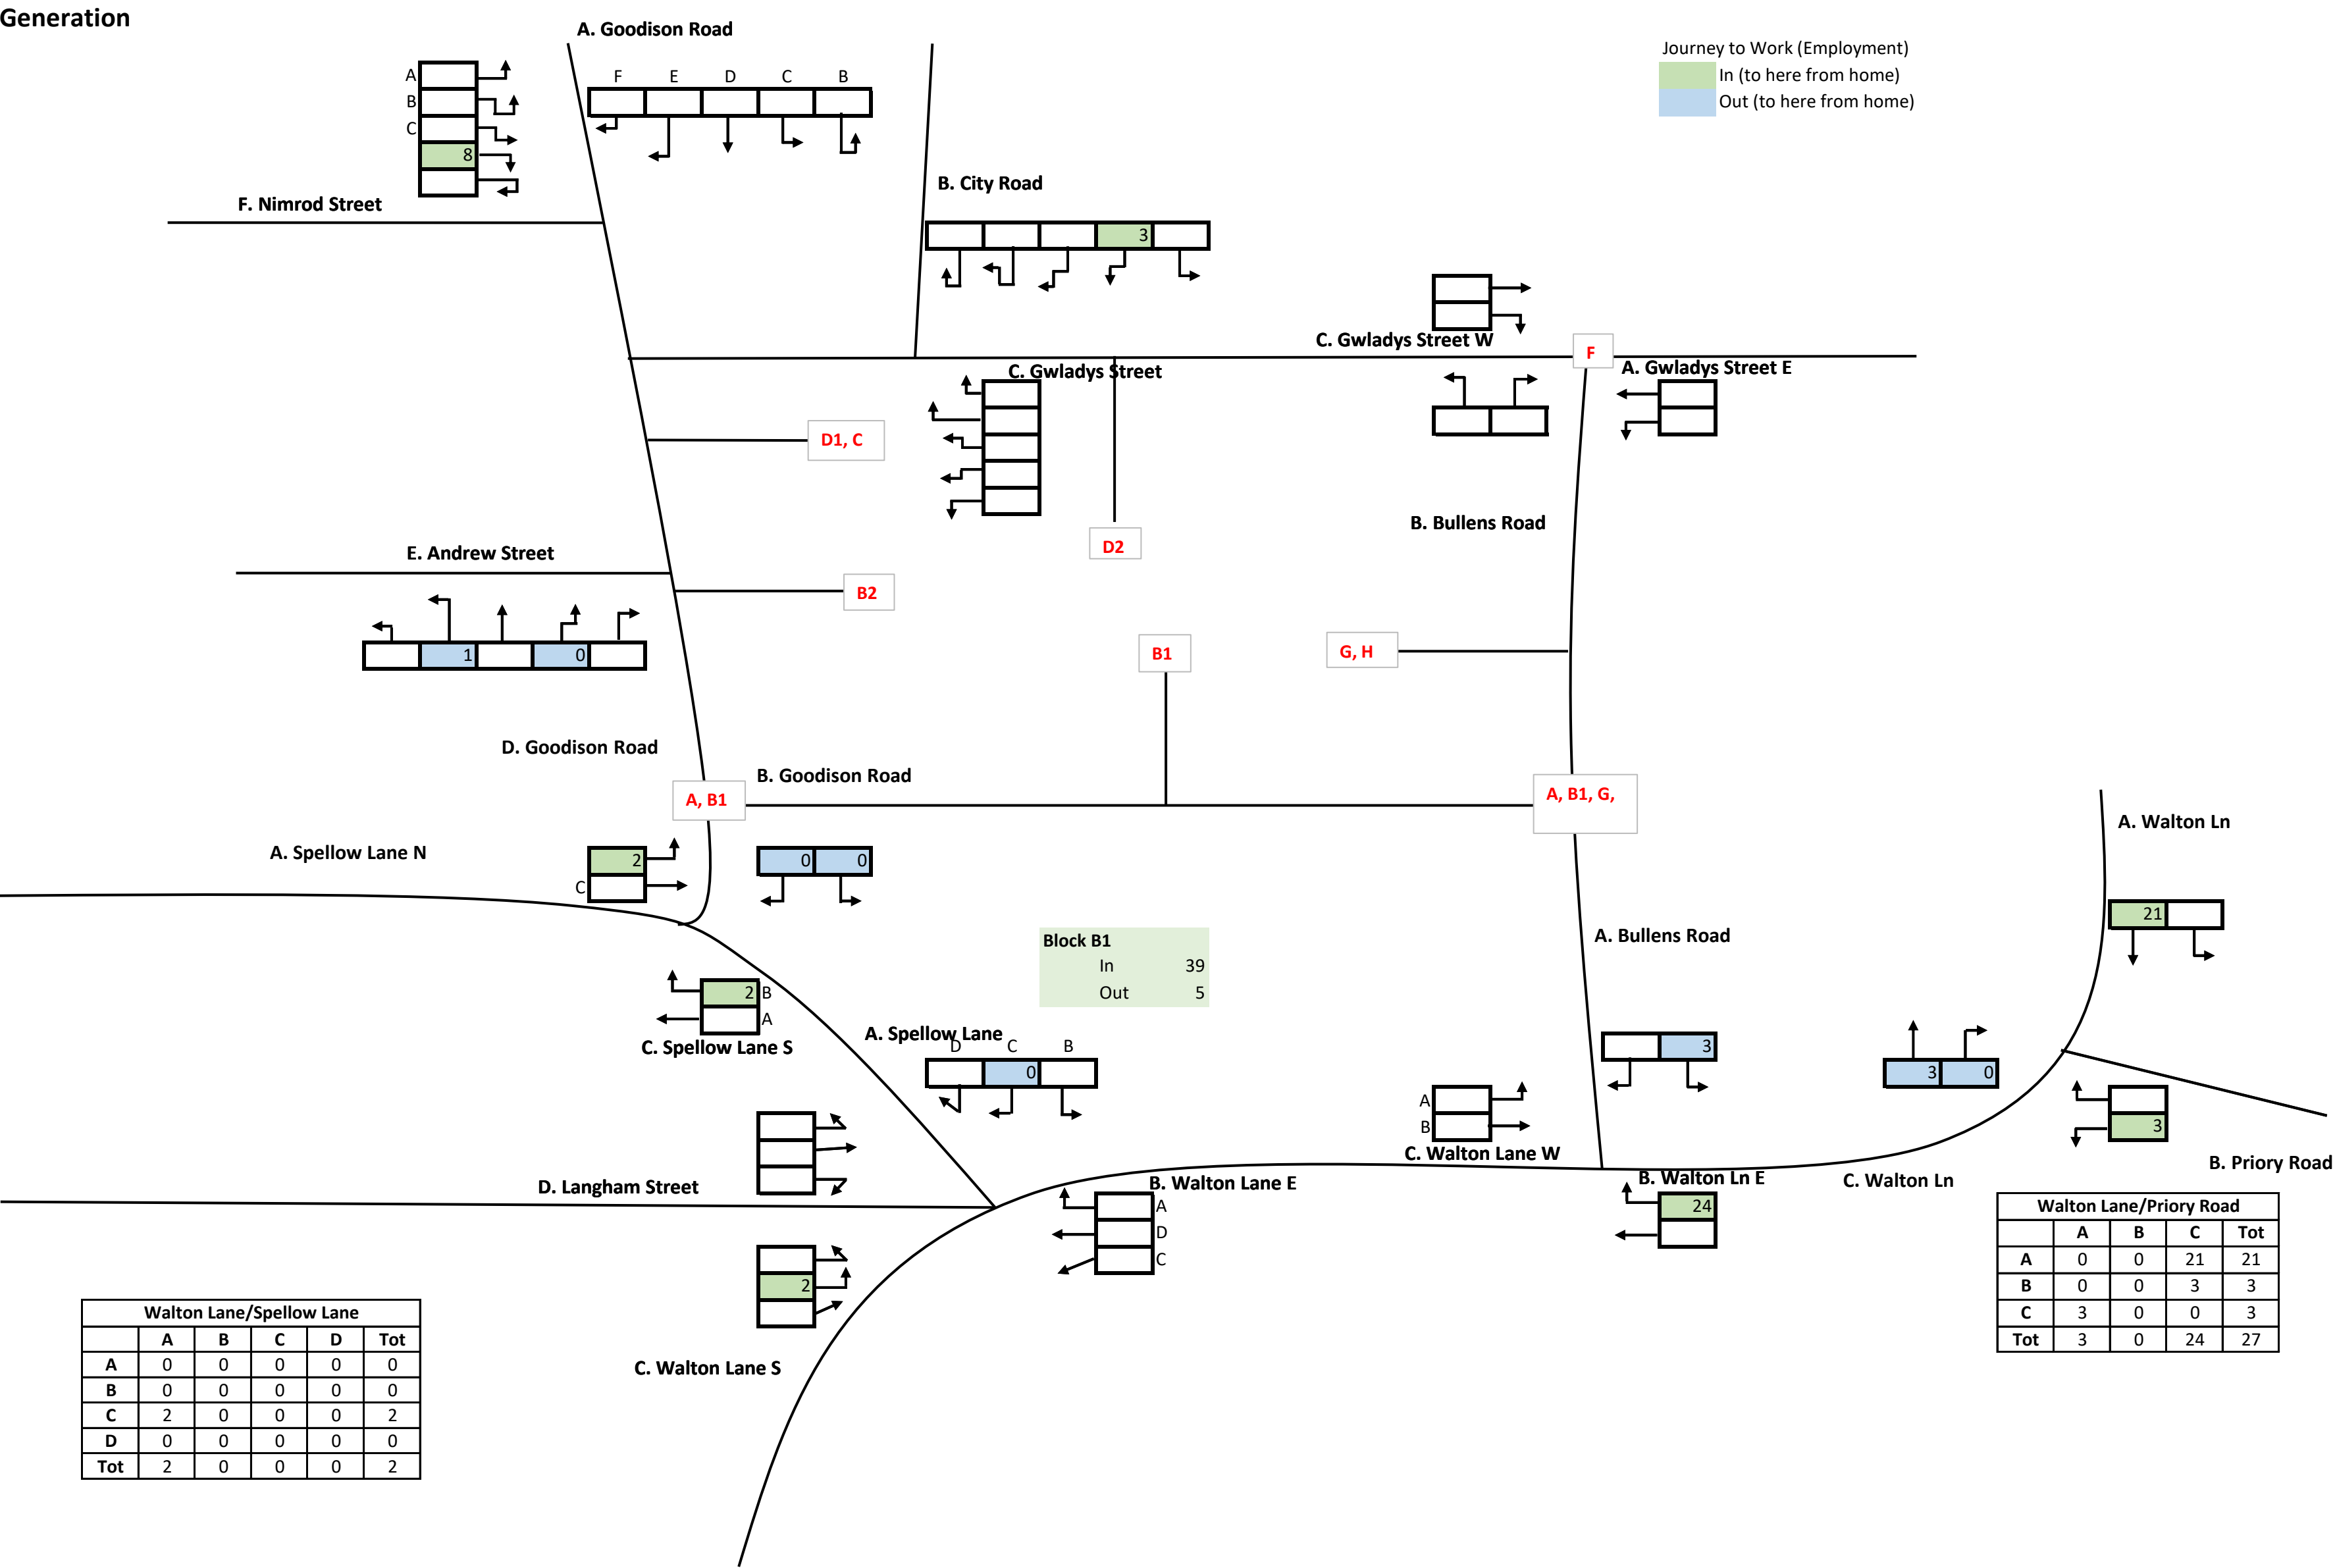 Generation
A. Goodison Road
Journey to Work (Employment)
In (to here from home)
Out (to here from home)
A
B
C
8
F E D C B
F. Nimrod Street
B. City Road
3
C. Gwladys Street W
F
A. Gwladys Street E
C. Gwladys Street
D1, C
B. Bullens Road
D2
E. Andrew Street
B2
1 0
B1
G, H
D. Goodison Road
B. Goodison Road
A, B1
A, B1, G,
A. Walton Ln
A. Spellow Lane N
2
C
0 0
21
A. Bullens Road
Block B1
In 39
Out 5
2 B
A
C. Spellow Lane S
A. Spellow Lane
D C B
0
3
3 0
A
B
C. Walton Lane W
3
B. Priory Road
D. Langham Street
B. Walton Lane E
A
D
C
B. Walton Ln E
24
C. Walton Ln
Walton Lane/Priory Road
A B C Tot
A 0 0 21 21
B 0 0 3 3
C 3 0 0 3
Tot 3 0 24 27
2
C. Walton Lane S
Walton Lane/Spellow Lane
A B C D Tot
A 0 0 0 0 0
B 0 0 0 0 0
C 2 0 0 0 2
D 0 0 0 0 0
Tot 2 0 0 0 2